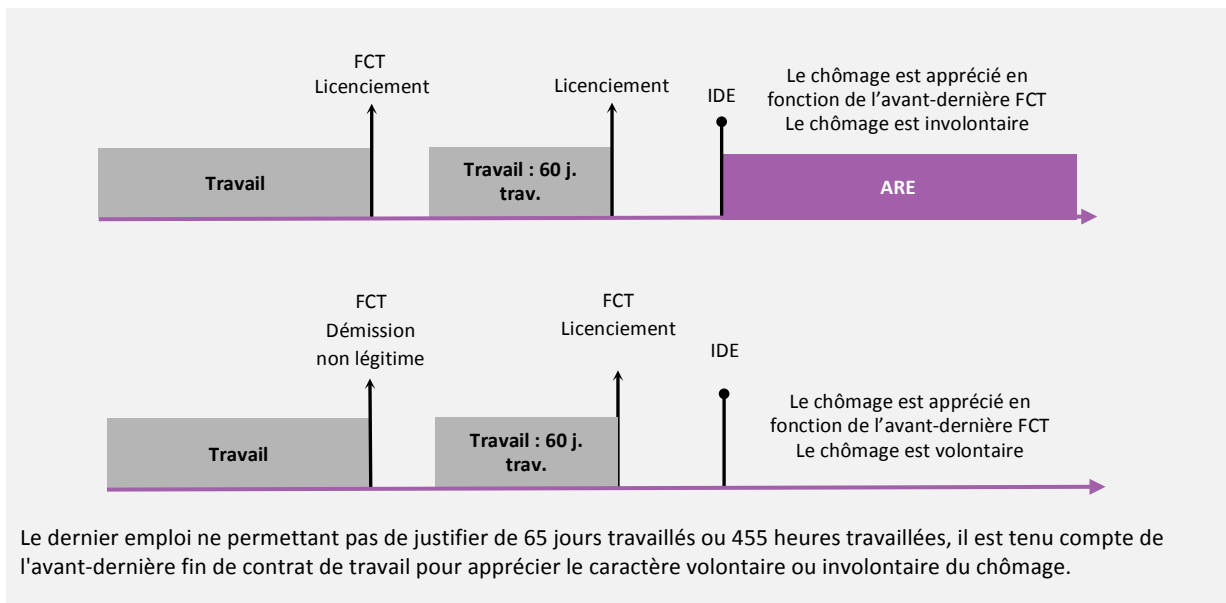 FCT
Licenciement
Licenciement
IDE
Le chômage est apprécié en
fonction de l’avant-dernière FCT
Le chômage est involontaire
Travail
Travail : 60 j.
trav.
ARE
FCT
Démission
non légitime
FCT
Licenciement
IDE
Le chômage est apprécié en
fonction de l’avant-dernière FCT
Le chômage est volontaire
Travail
Travail : 60 j.
trav.
Le dernier emploi ne permettant pas de justifier de 65 jours travaillés ou 455 heures travaillées, il est tenu compte de
l'avant-dernière fin de contrat de travail pour apprécier le caractère volontaire ou involontaire du chômage.